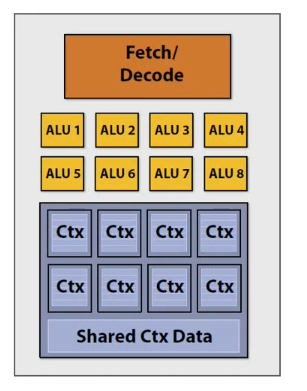 Fetch/
Decode
ALU 1 ALU 2 ALU 3 ALU 4
ALU 5 ALU 6 ALU 7 ALU 8
Ctx Ctx Ctx Ctx
Ctx Ctx Ctx Ctx
Shared Ctx Data